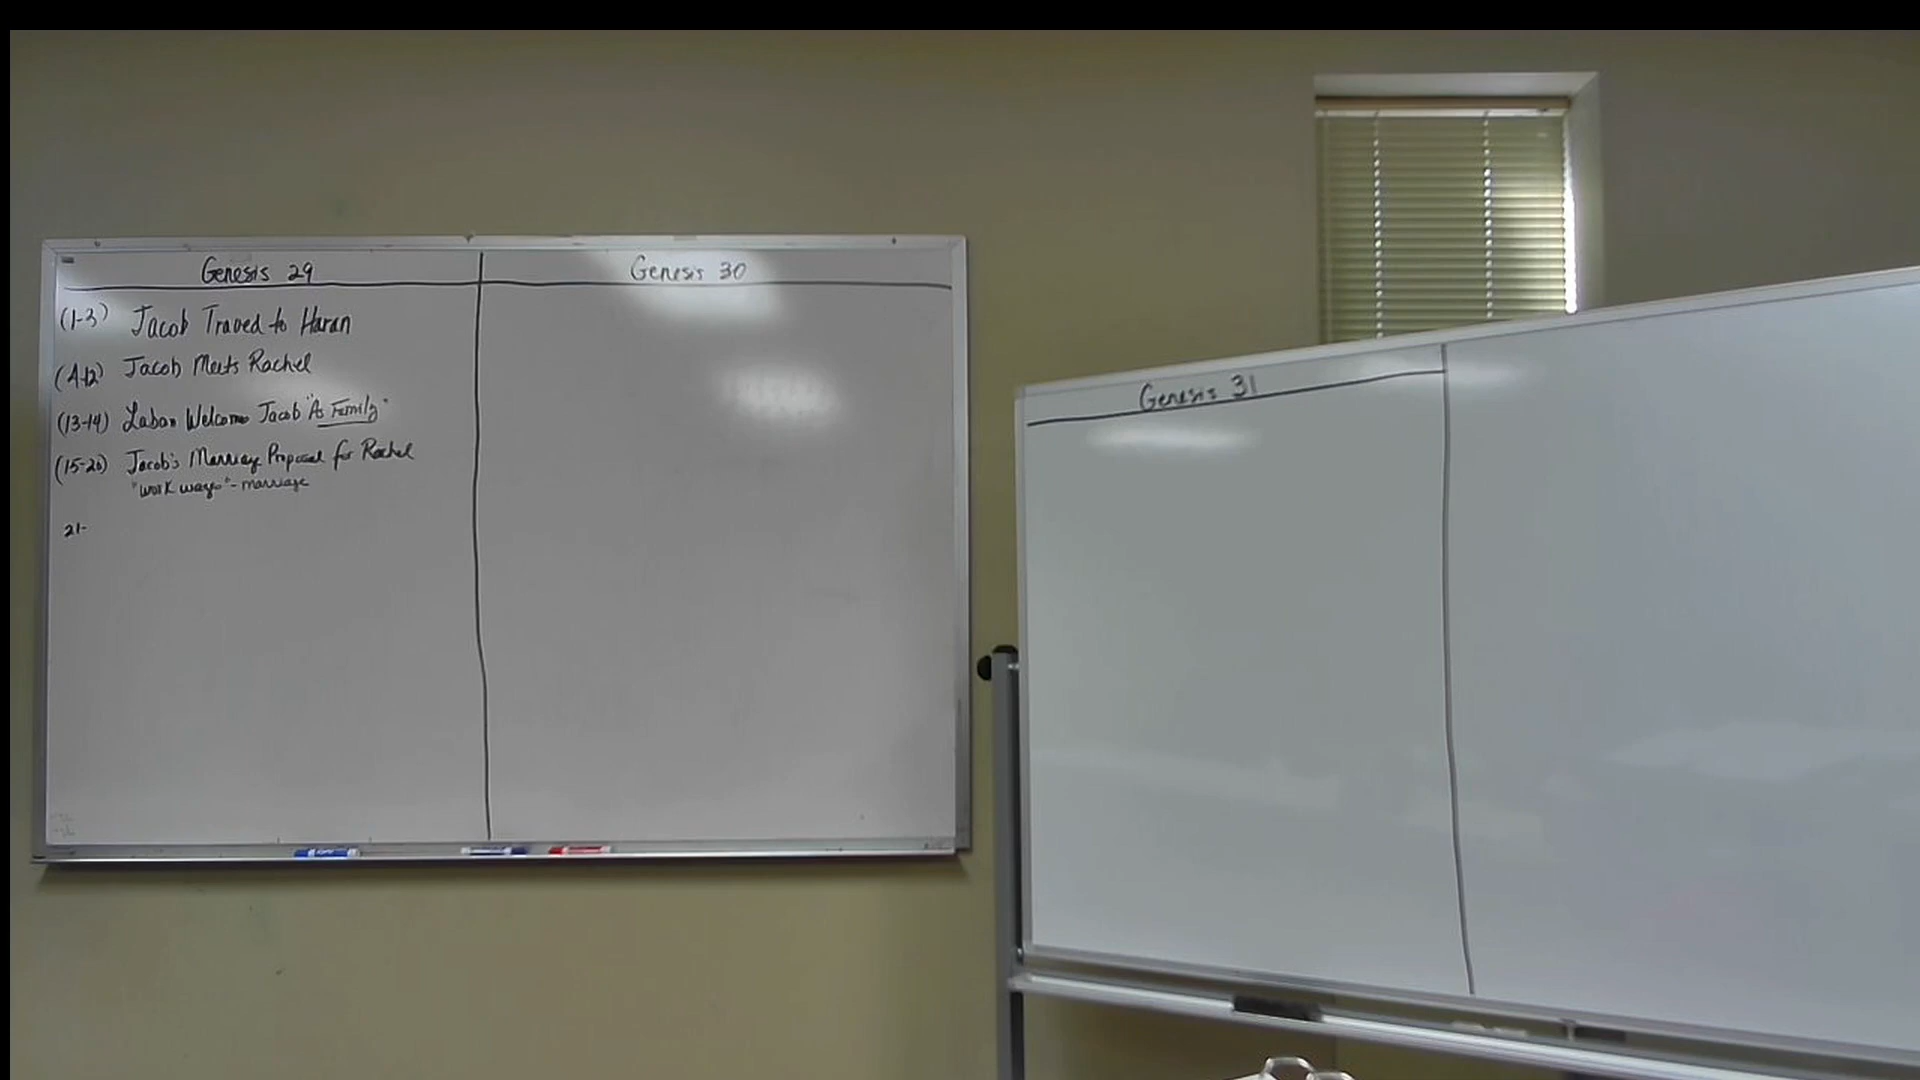 Genesis 29
(1-3) Jacob Traved to Haran
(4-12) Jacob Meets Rachel
(13-14) Laban Welcomes Jacob "As Family"
(15-20) Jacob's Marriage Proposal for Rachel
"work wages" - marriage
21-
Genesis 30
Genesis 31